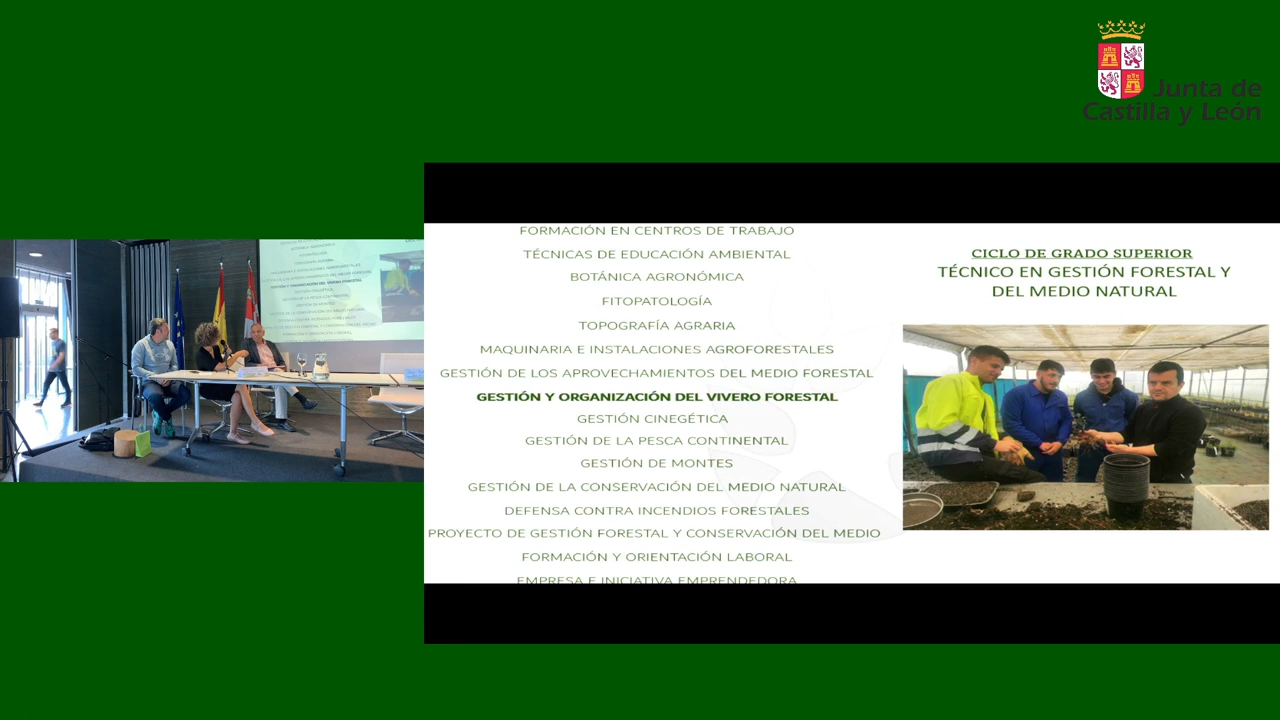 Junta de
Castilla y León
FORMACIÓN EN CENTROS DE TRABAJO
TÉCNICAS DE EDUCACIÓN AMBIENTAL
BOTÁNICA AGRONÓMICA
FITOPATOLOGÍA
TOPOGRAFÍA AGRARIA
MAQUINARIA E INSTALACIONES AGROFORESTALES
GESTIÓN DE LOS APROVECHAMIENTOS DEL MEDIO FORESTAL
GESTIÓN Y ORGANIZACIÓN DEL VIVERO FORESTAL
GESTIÓN CINEGÉTICA
GESTIÓN DE LA PESCA CONTINENTAL
GESTIÓN DE MONTES
GESTIÓN DE LA CONSERVACIÓN DEL MEDIO NATURAL
DEFENSA CONTRA INCENDIOS FORESTALES
PROYECTO DE GESTIÓN FORESTAL Y CONSERVACIÓN DEL MEDIO
FORMACIÓN Y ORIENTACIÓN LABORAL
EMPRESA E INICIATIVA EMPRENDEDORA
CICLO DE GRADO SUPERIOR
TÉCNICO EN GESTIÓN FORESTAL Y
DEL MEDIO NATURAL